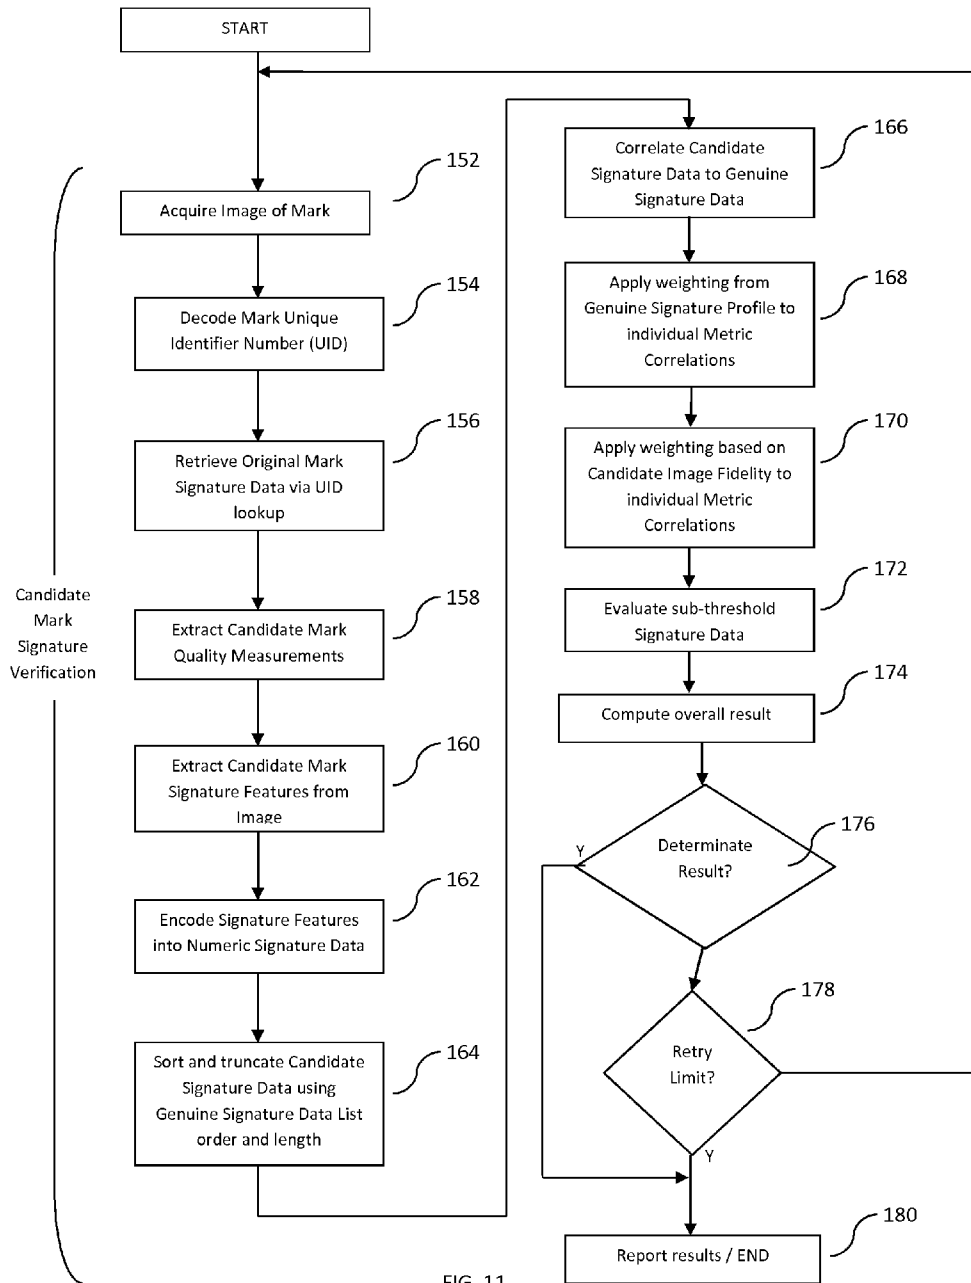 START
152
Acquire Image of Mark
154
Decode Mark Unique
Identifier Number (UID)
156
Retrieve Original Mark
Signature Data via UID
lookup
158
Extract Candidate Mark
Quality Measurements
160
Extract Candidate Mark
Signature Features from
Image
162
Encode Signature Features
into Numeric Signature Data
164
Sort and truncate Candidate
Signature Data using
Genuine Signature Data List
order and length
Candidate
Mark
Signature
Verification
166
Correlate Candidate
Signature Data to Genuine
Signature Data
168
Apply weighting from
Genuine Signature Profile to
individual Metric
Correlations
170
Apply weighting based on
Candidate Image Fidelity to
individual Metric
Correlations
172
Evaluate sub-threshold
Signature Data
174
Compute overall result
176
Determinate
Result?
Y
178
Retry
Limit?
Y
180
Report results / END
FIG. 11